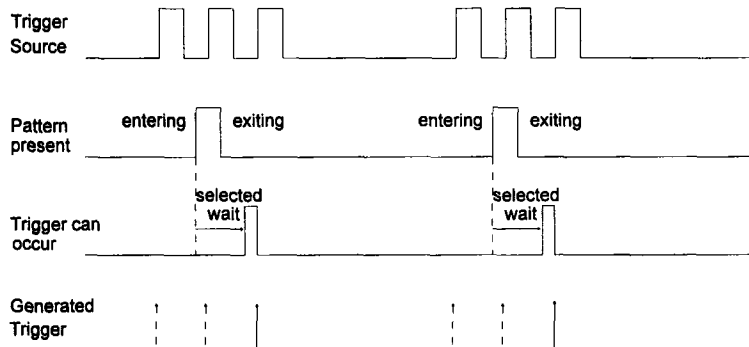 Trigger
Source
Pattern
present
entering
exiting
entering
exiting
selected
wait
selected
wait
Trigger can
occur
Generated
Trigger